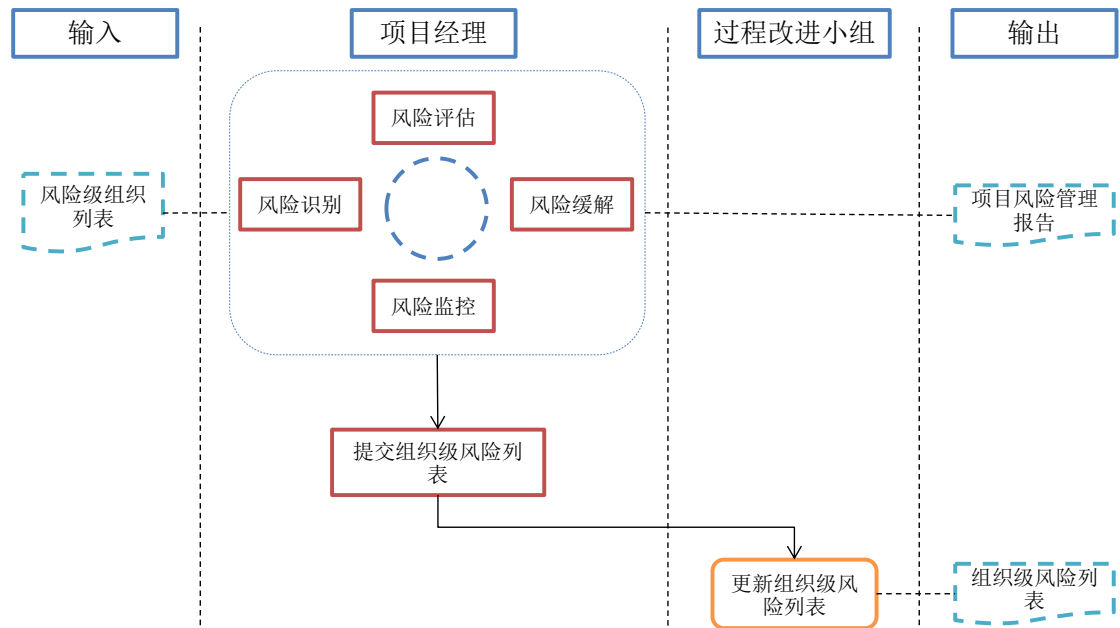 输入
项目经理
过程改进小组
输出
风险评估
风险级组织
列表
风险识别
风险缓解
项目风险管理
报告
风险监控
提交组织级风险列
表
更新组织级风
险列表
组织级风险列
表